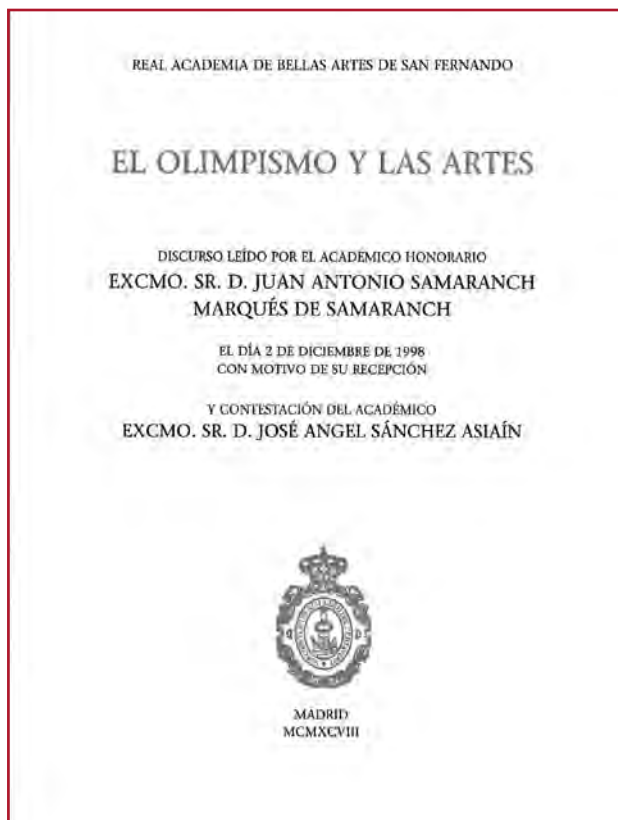 REAL ACADEMIA DE BELLAS ARTES DE SAN FERNANDO
EL OLIMPISMO Y LAS ARTES
DISCURSO LEÍDO POR EL ACADÉMICO HONORARIO
EXCMO. SR. D. JUAN ANTONIO SAMARANCH
MARQUÉS DE SAMARANCH
EL DÍA 2 DE DICIEMBRE DE 1998
CON MOTIVO DE SU RECEPCIÓN
Y CONTESTACIÓN DEL ACADÉMICO
EXCMO. SR. D. JOSÉ ANGEL SÁNCHEZ ASIAÍN
MADRID
MCMXCVIII